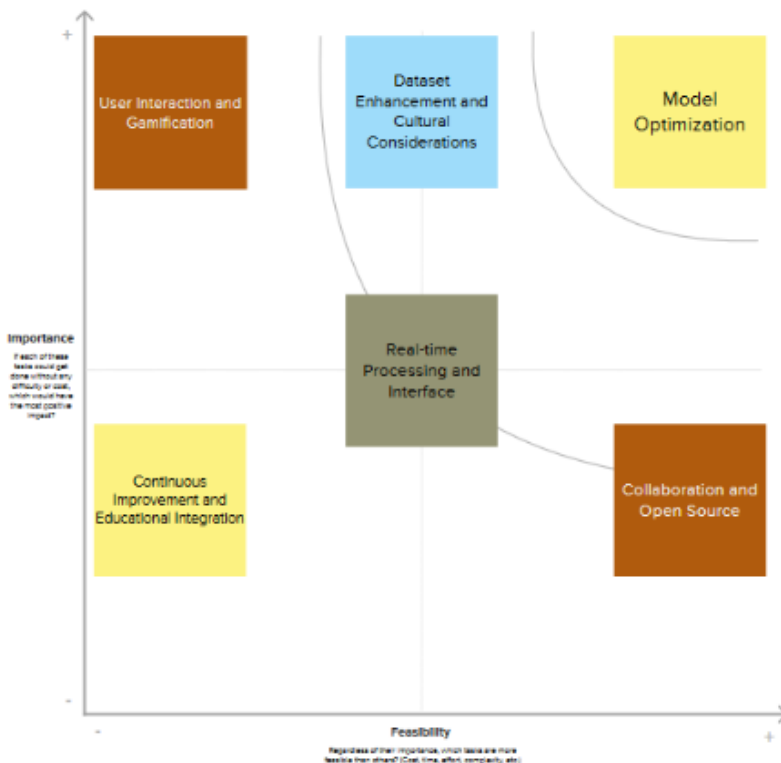 +
User Interaction and
Gamification
Dataset
Enhancement and
Cultural
Considerations
Model
Optimization
Importance
If each of these
tasks could get
done without any
difficulty or cost,
which would have
the most positive
impact?
Real-time
Processing and
Interface
Continuous
Improvement and
Educational Integration
Collaboration and
Open Source
-
-
Feasibility
+
Regardless of their importance, which tasks are more
feasible than others? (Cost, time, effort, complexity, etc.)